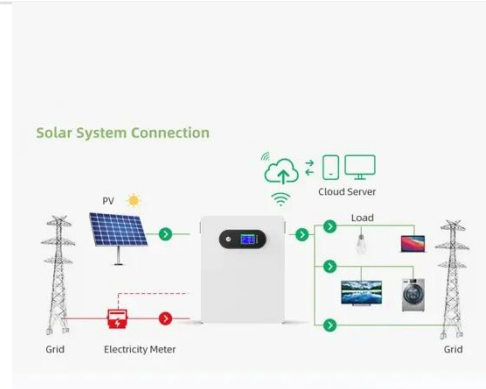 Solar System Connection
Cloud Server
PV
Load
Grid
Electricity Meter
Grid